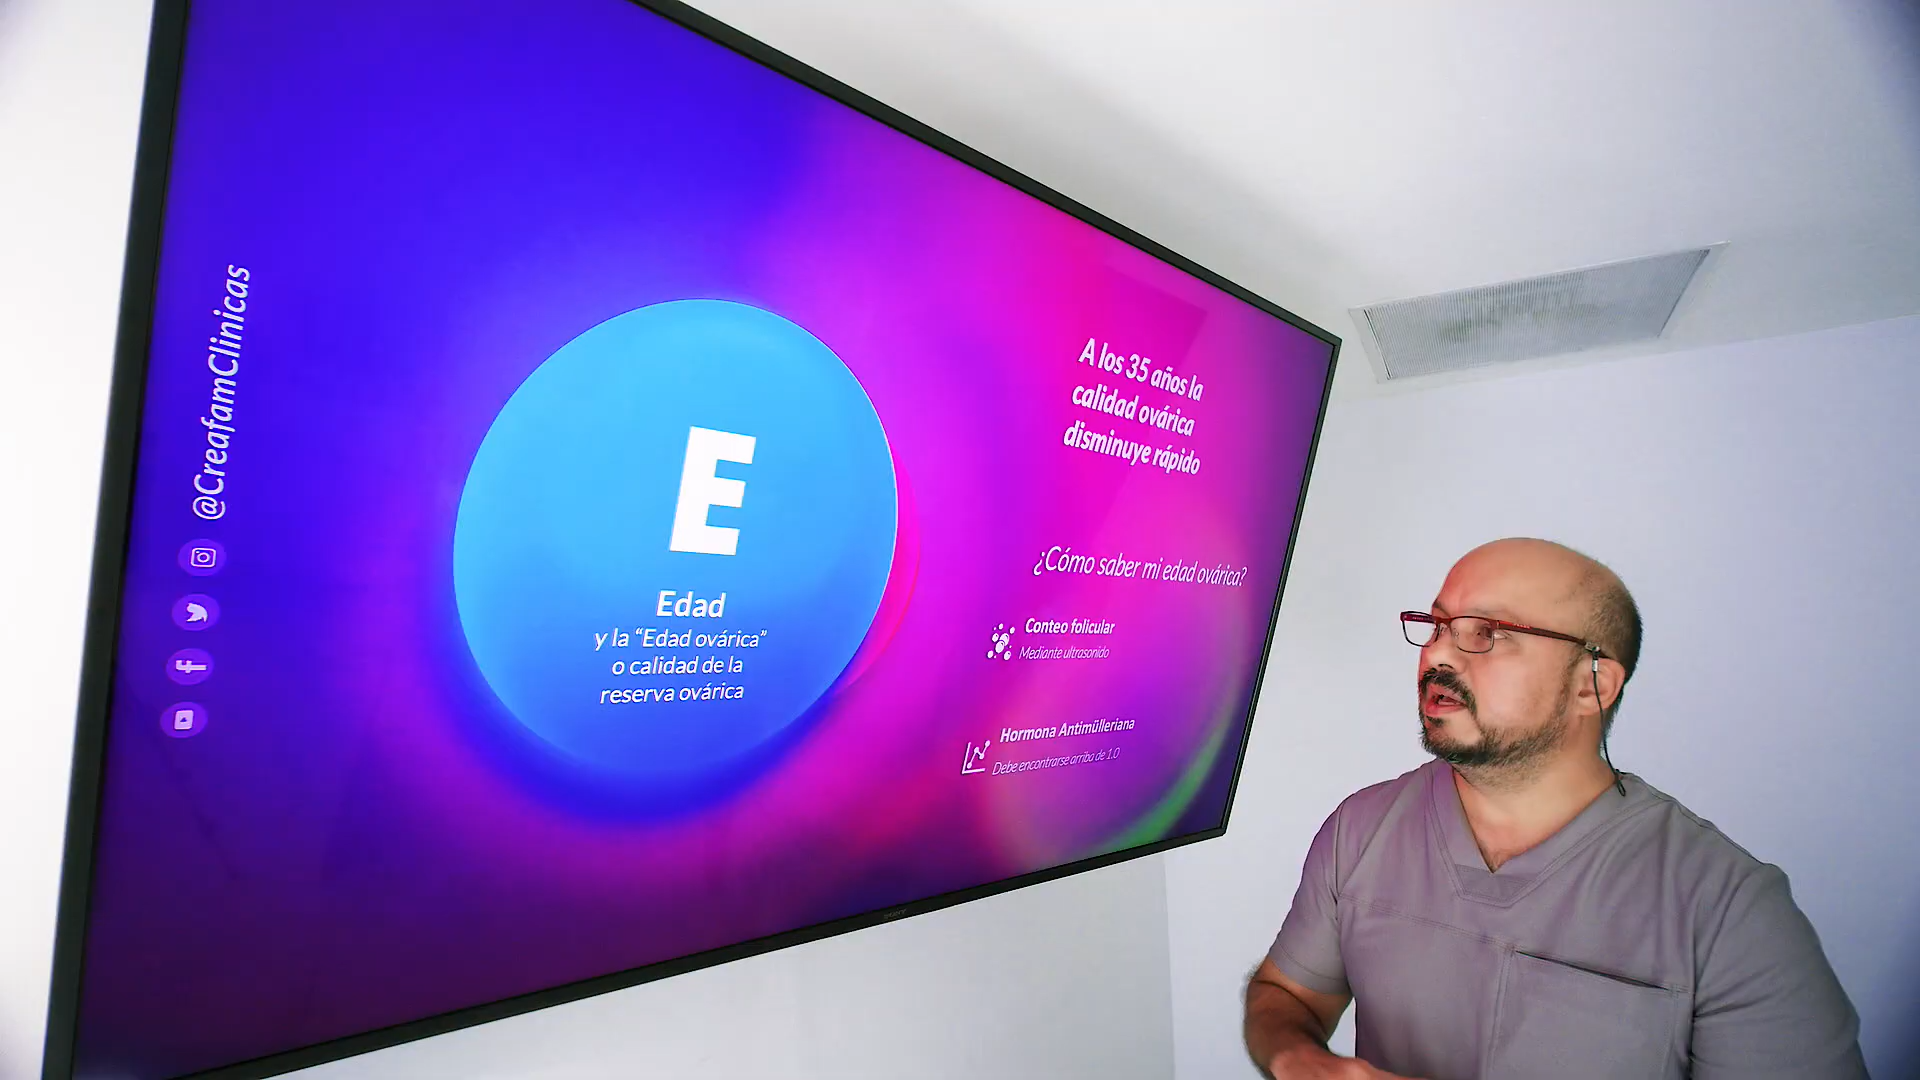 @CreafamClinicas
E
Edad
y la “Edad ovárica”
o calidad de la
reserva ovárica
A los 35 años la
calidad ovárica
disminuye rápido
¿Cómo saber mi edad ovárica?
Conteo folicular
Mediante ultrasonido
Hormona Antimülleriana
Debe encontrarse arriba de 1.0